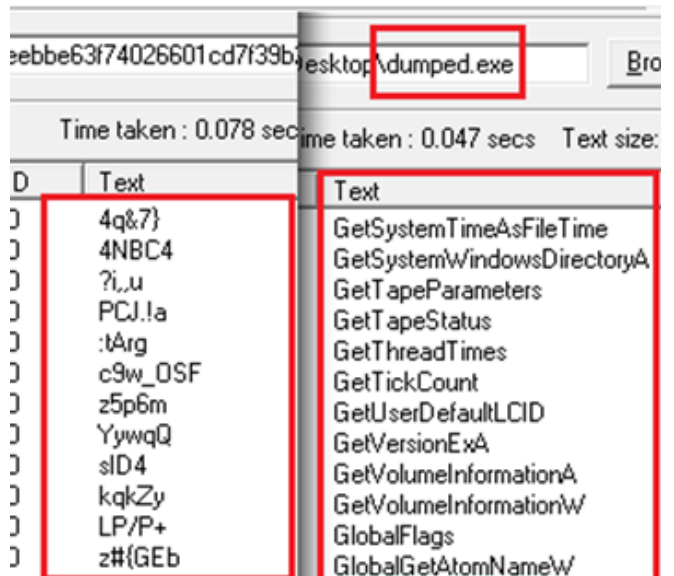 eebbe63f74026601cd7f39b
Time taken : 0.078 sec
D
Text
4q&7}
4NBC4
?i,,u
PCJ.!a
:tArg
c9w_OSF
z5p6m
YywqQ
sID4
kqkZy
LP/P+
z#{GEb
esktop\dumped.exe
Bro
ime taken : 0.047 secs Text size:
Text
GetSystemTimeAsFileTime
GetSystemWindowsDirectoryA
GetTapeParameters
GetTapeStatus
GetThreadTimes
GetTickCount
GetUserDefaultLCID
GetVersionExA
GetVolumeInformationA
GetVolumeInformationW
GlobalFlags
GlobalGetAtomNameW